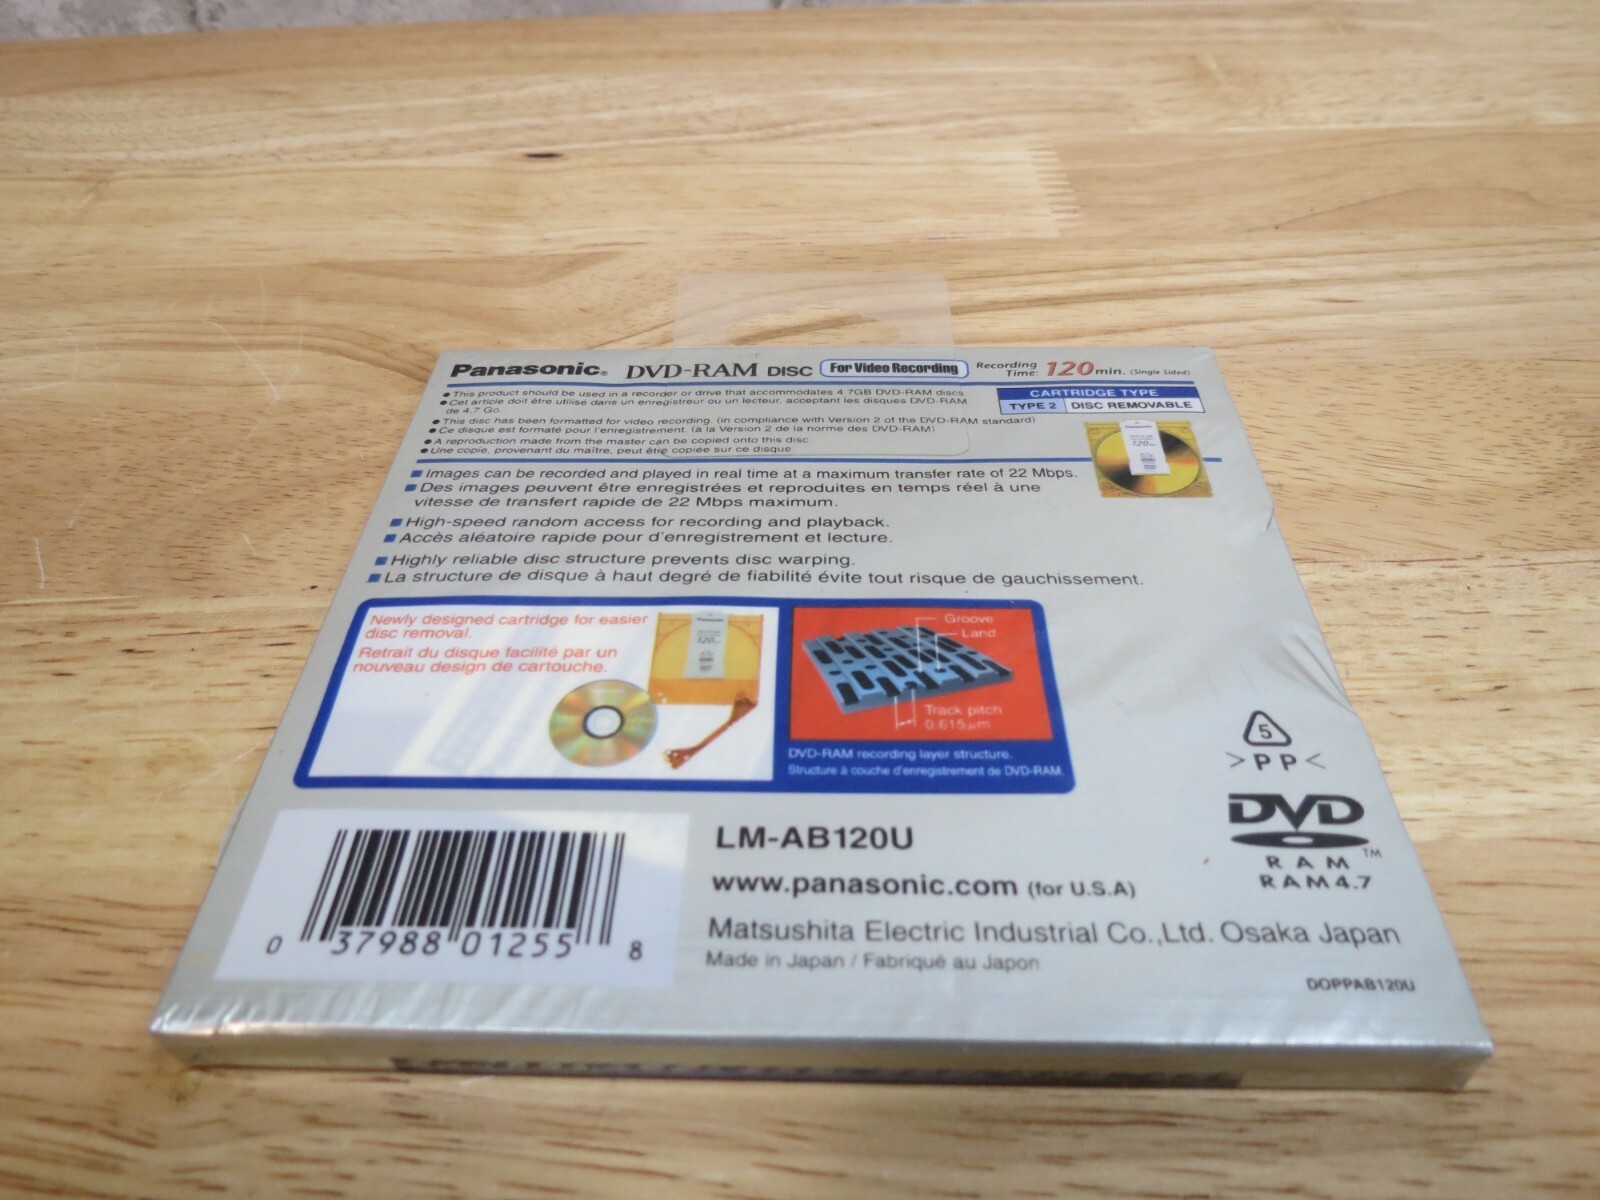 Panasonic® DVD-RAM DISC For Video Recording Recording Time: 120 min. (Single Sided)
● This product should be used in a recorder or drive that accommodates 4.7GB DVD-RAM discs
● Cet article doit être utilisé dans un enregistreur ou un lecteur, acceptant les disques DVD-RAM
de 4.7 Go.
● This disc has been formatted for video recording. (in compliance with Version 2 of the DVD-RAM standard)
● Ce disque est formaté pour l'enregistrement. (à la Version 2 de la norme des DVD-RAM)
● A reproduction made from the master can be copied onto this disc.
● Une copie, provenant du maître, peut être copiée sur ce disque
CARTRIDGE TYPE
TYPE 2 DISC REMOVABLE
Panasonic
120
■ Images can be recorded and played in real time at a maximum transfer rate of 22 Mbps.
■ Des images peuvent être enregistrées et reproduites en temps réel à une
vitesse de transfert rapide de 22 Mbps maximum.
■ High-speed random access for recording and playback.
■ Accès aléatoire rapide pour d'enregistrement et lecture.
■ Highly reliable disc structure prevents disc warping.
■ La structure de disque à haut degré de fiabilité évite tout risque de gauchissement.
Newly designed cartridge for easier
disc removal.
Retrait du disque facilité par un
nouveau design de cartouche.
Panasonic
120
Groove
Land
Track pitch
0.615μm
DVD-RAM recording layer structure.
Structure à couche d'enregistrement de DVD-RAM.
5
>PP<
DVD
RAM ™
RAM4.7
0 37988 01255 8
LM-AB120U
www.panasonic.com (for U.S.A)
Matsushita Electric Industrial Co.,Ltd. Osaka Japan
Made in Japan / Fabriqué au Japon
DOPPAB120U